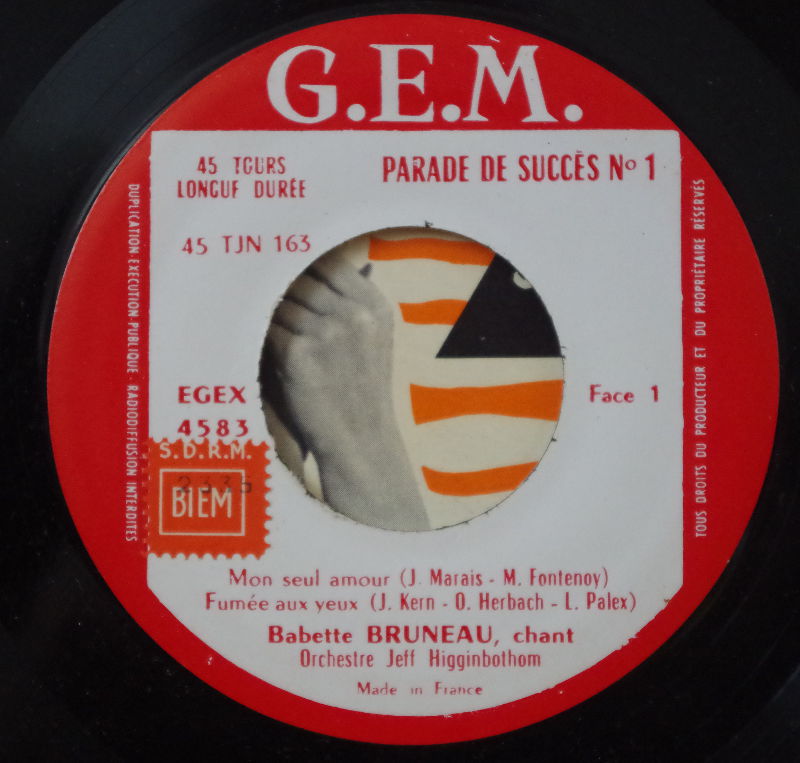 G.E.M.
45 TOURS
LONGUE DURÉE
PARADE DE SUCCÈS Nº 1
45 TJN 163
EGEX
4583
Face 1
S.D.R.M.
BIEM
DUPLICATION EXÉCUTION PUBLIQUE · RADIODIFFUSION INTERDITES
TOUS DROITS DU PRODUCTEUR ET DU PROPRIÉTAIRE RÉSERVÉS
Mon seul amour (J. Marais - M. Fontenoy)
Fumée aux yeux (J. Kern - O. Herbach - L. Palex)
Babette BRUNEAU, chant
Orchestre Jeff Higginbothom
Made in France